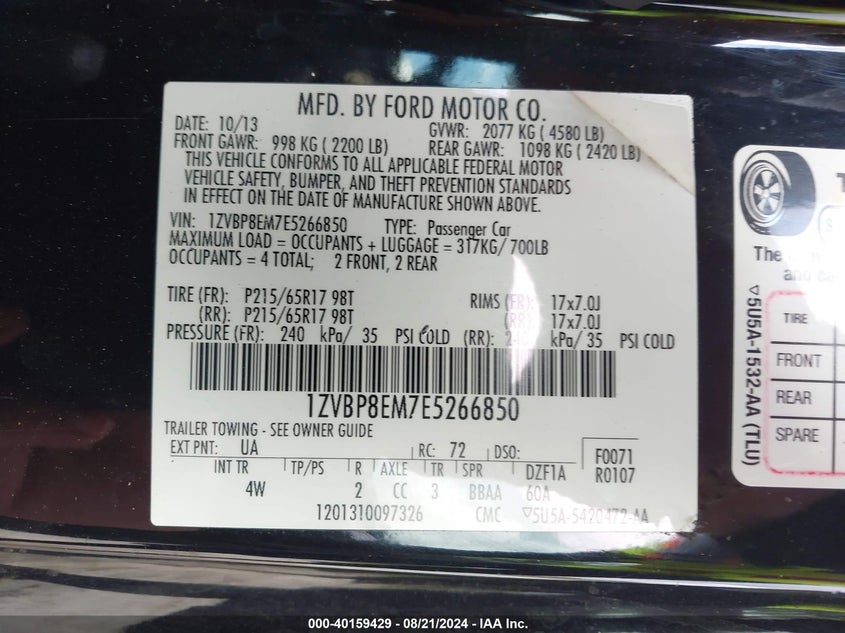 MFD. BY FORD MOTOR CO.
DATE: 10/13 GVWR: 2077 KG ( 4580 LB)
FRONT GAWR: 998 KG ( 2200 LB) REAR GAWR: 1098 KG ( 2420 LB)
THIS VEHICLE CONFORMS TO ALL APPLICABLE FEDERAL MOTOR
VEHICLE SAFETY, BUMPER, AND THEFT PREVENTION STANDARDS
IN EFFECT ON THE DATE OF MANUFACTURE SHOWN ABOVE.
VIN: 1ZVBP8EM7E5266850 TYPE: Passenger Car
MAXIMUM LOAD = OCCUPANTS + LUGGAGE = 317KG/ 700LB
OCCUPANTS = 4 TOTAL; 2 FRONT, 2 REAR
TIRE (FR): P215/65R17 98T RIMS (FR): 17x7.0J
(RR): P215/65R17 98T (RR): 17x7.0J
PRESSURE (FR): 240 kPa/ 35 PSI COLD (RR): 240 kPa/ 35 PSI COLD
1ZVBP8EM7E5266850
TRAILER TOWING - SEE OWNER GUIDE
EXT PNT: UA RC: 72 DSO: F0071
INT TR TP/PS R AXLE TR SPR DZF1A R0107
4W 2 CC 3 BBAA 60A
1201310097326 CMC ▽5U5A-5420472-AA
The
and
TIRE
FRONT
REAR
SPARE
▽5U5A-1532-AA (TLU)
000-40159429 - 08/21/2024 - IAA Inc.